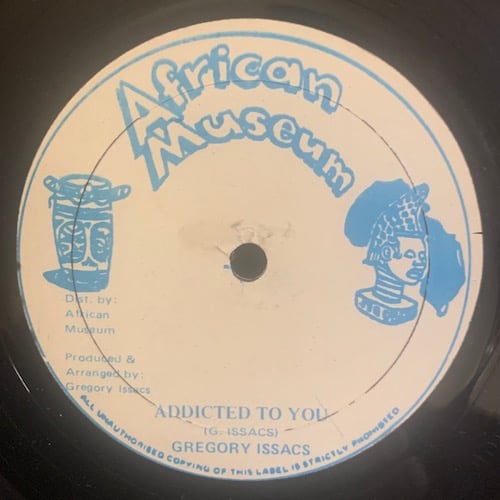 African
Museum
Dist. by:
African
Museum
Produced &
Arranged by:
Gregory Issacs
ADDICTED TO YOU
(G. ISSACS)
GREGORY ISSACS
ALL UNAUTHORISED COPYING OF THIS LABEL IS STRICTLY PROHIBITED